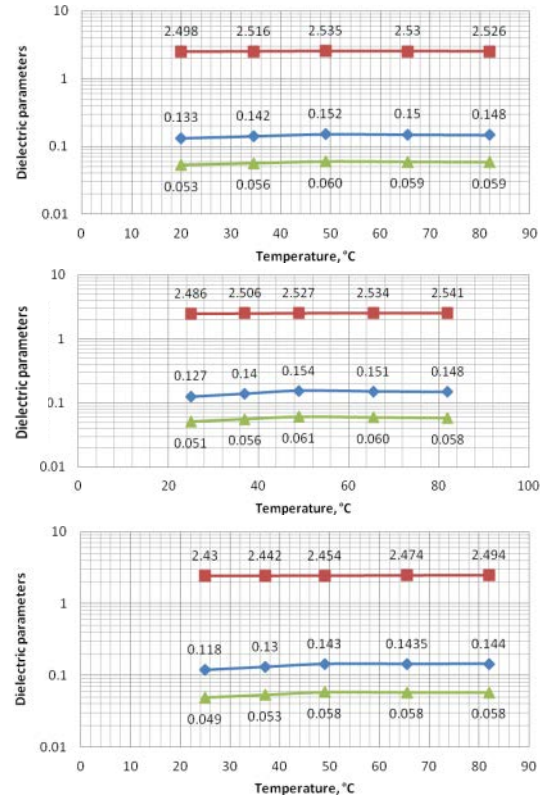 10
2.498 2.516 2.535 2.53 2.526
1
Dielectric parameters
0.133 0.142 0.152 0.15 0.148
0.1
0.053 0.056 0.060 0.059 0.059
0.01
0 10 20 30 40 50 60 70 80 90
Temperature, °C
10
2.486 2.506 2.527 2.534 2.541
1
Dielectric parameters
0.127 0.14 0.154 0.151 0.148
0.1
0.051 0.056 0.061 0.060 0.058
0.01
0 20 40 60 80 100
Temperature, °C
10
2.43 2.442 2.454 2.474 2.494
1
Dielectric parameters
0.118 0.13 0.143 0.1435 0.144
0.1
0.049 0.053 0.058 0.058 0.058
0.01
0 10 20 30 40 50 60 70 80 90
Temperature, °C